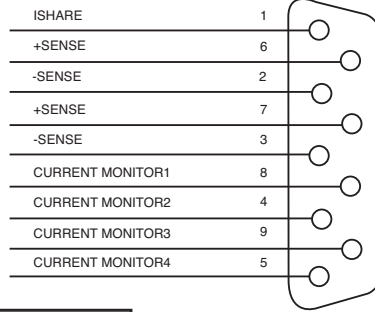 ISHARE 1
+SENSE 6
-SENSE 2
+SENSE 7
-SENSE 3
CURRENT MONITOR1 8
CURRENT MONITOR2 4
CURRENT MONITOR3 9
CURRENT MONITOR4 5